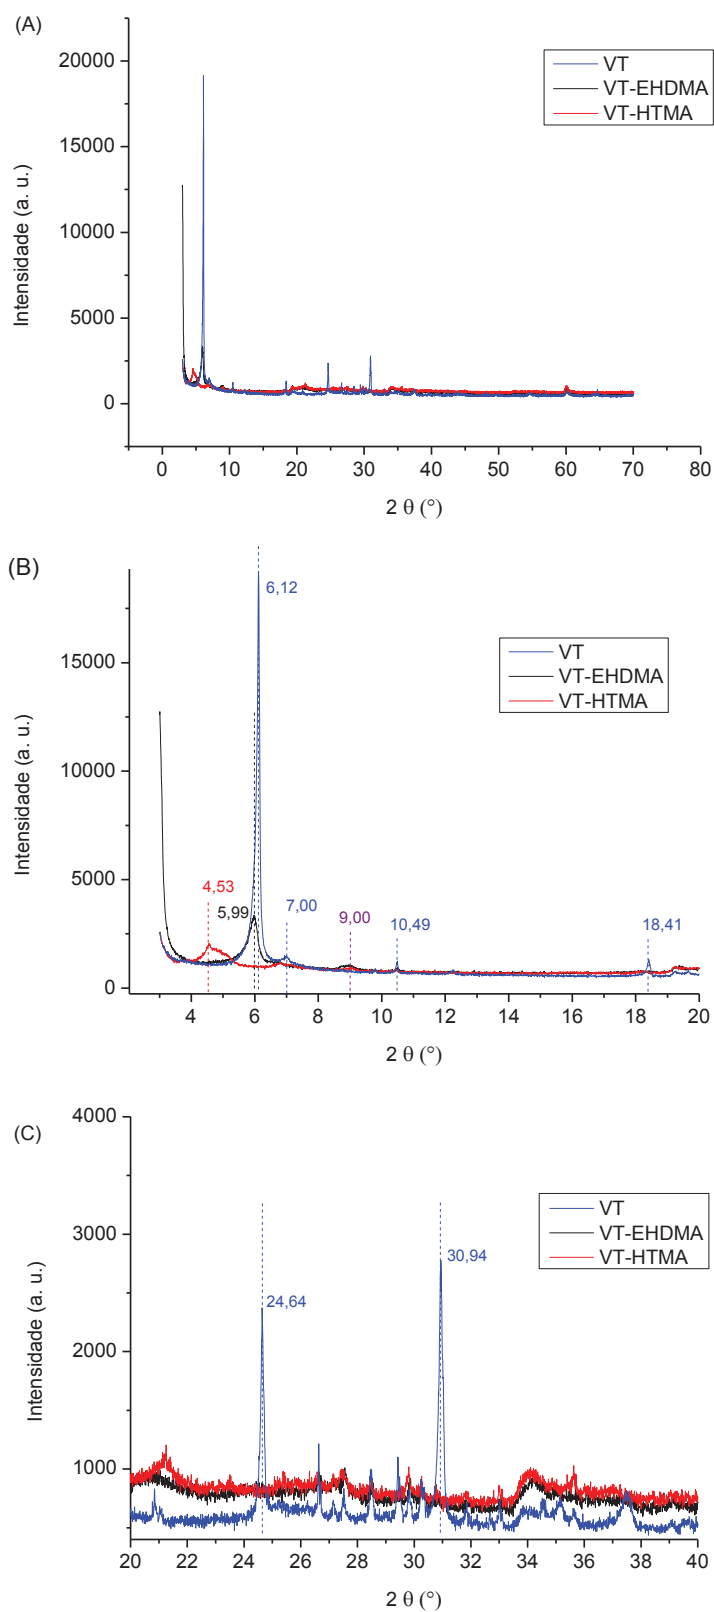 (A)
20000
15000
10000
5000
0
Intensidade (a. u.)
VT
VT-EHDMA
VT-HTMA
0 10 20 30 40 50 60 70 80
2 θ (°)
(B)
15000
10000
5000
0
Intensidade (a. u.)
6,12
VT
VT-EHDMA
VT-HTMA
4,53
5,99
7,00
9,00
10,49
18,41
4 6 8 10 12 14 16 18 20
2 θ (°)
(C)
4000
3000
2000
1000
Intensidade (a. u.)
VT
VT-EHDMA
VT-HTMA
30,94
24,64
20 22 24 26 28 30 32 34 36 38 40
2 θ (°)